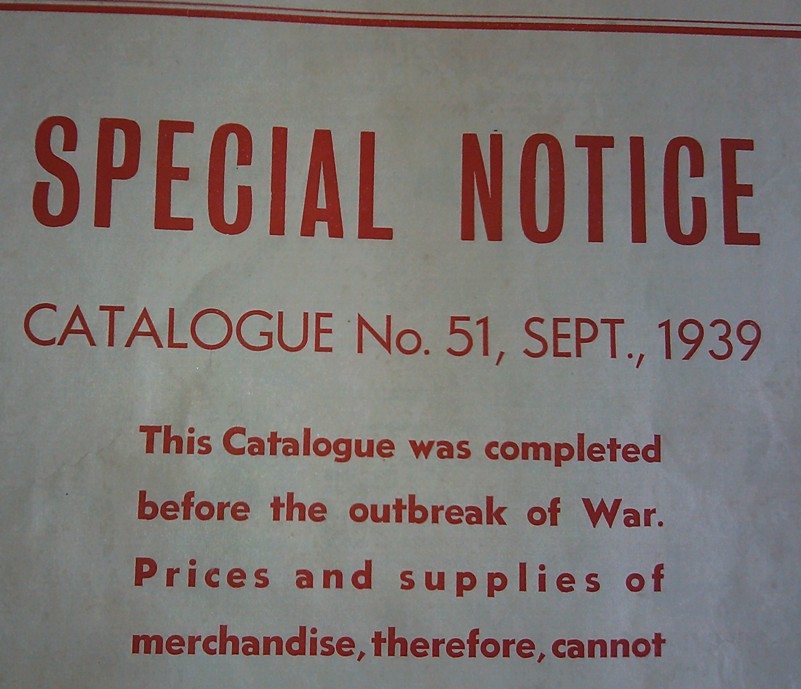 SPECIAL NOTICE
CATALOGUE No. 51, SEPT., 1939
This Catalogue was completed
before the outbreak of War.
Prices and supplies of
merchandise, therefore, cannot